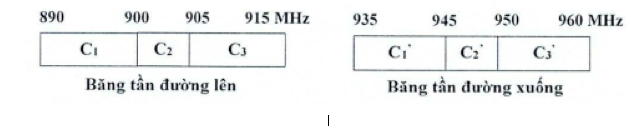 890 900 905 915 MHz 935 945 950 960 MHz
C₁ C₂ C₃ C₁' C₂' C₃'
Băng tần đường lên Băng tần đường xuống